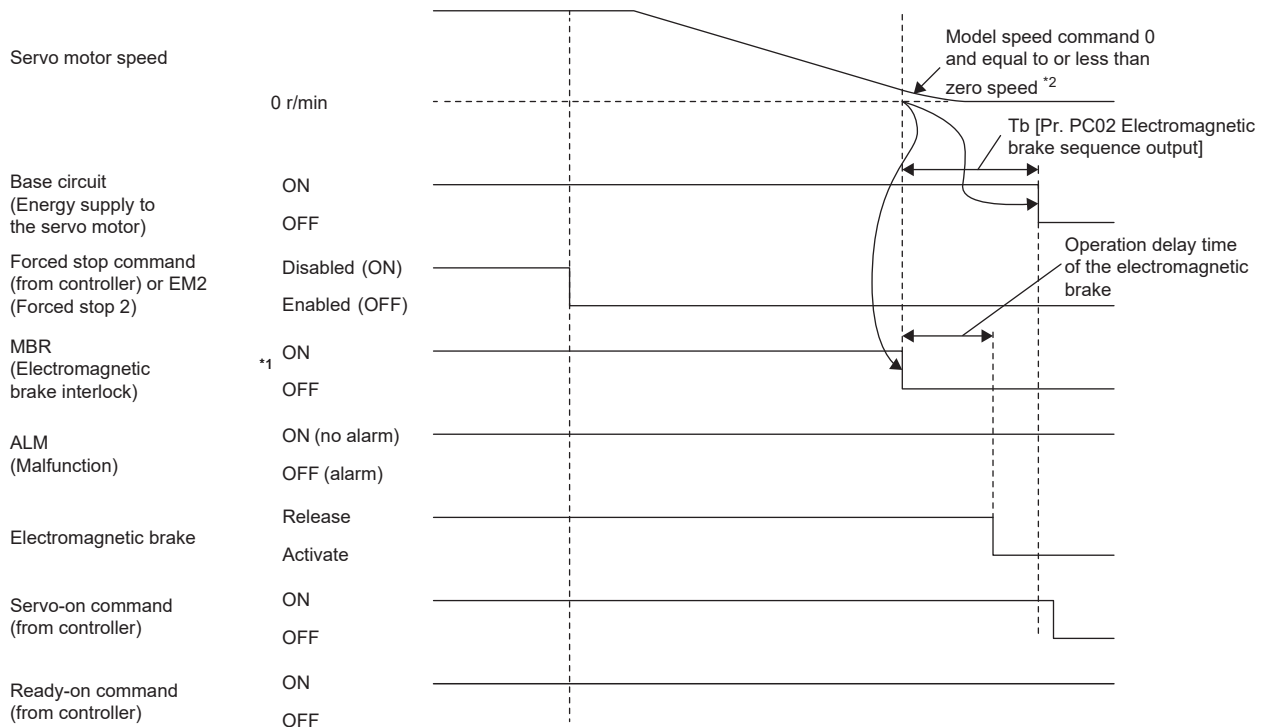 Servo motor speed
0 r/min
Model speed command 0
and equal to or less than
zero speed *2
Tb [Pr. PC02 Electromagnetic
brake sequence output]
Base circuit
(Energy supply to
the servo motor)
ON
OFF
Forced stop command
(from controller) or EM2
(Forced stop 2)
Disabled (ON)
Enabled (OFF)
Operation delay time
of the electromagnetic
brake
MBR
(Electromagnetic
brake interlock)
*1
ON
OFF
ALM
(Malfunction)
ON (no alarm)
OFF (alarm)
Electromagnetic brake
Release
Activate
Servo-on command
(from controller)
ON
OFF
Ready-on command
(from controller)
ON
OFF